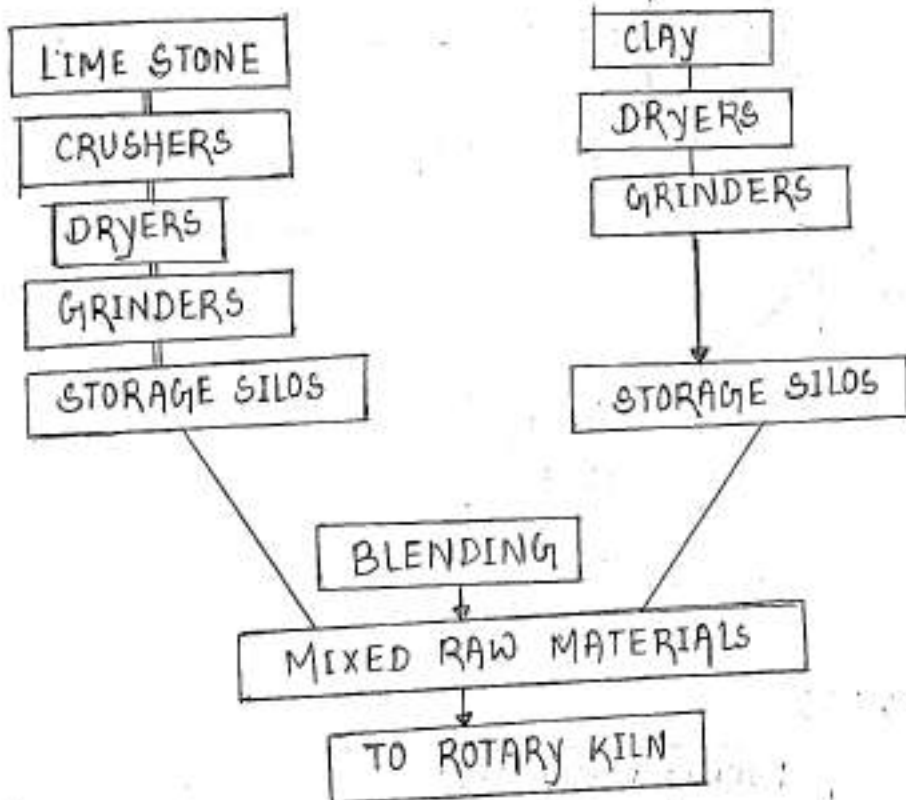 LIME STONE
CRUSHERS
DRYERS
GRINDERS
STORAGE SILOS
CLAY
DRYERS
GRINDERS
STORAGE SILOS
BLENDING
MIXED RAW MATERIALS
TO ROTARY KILN